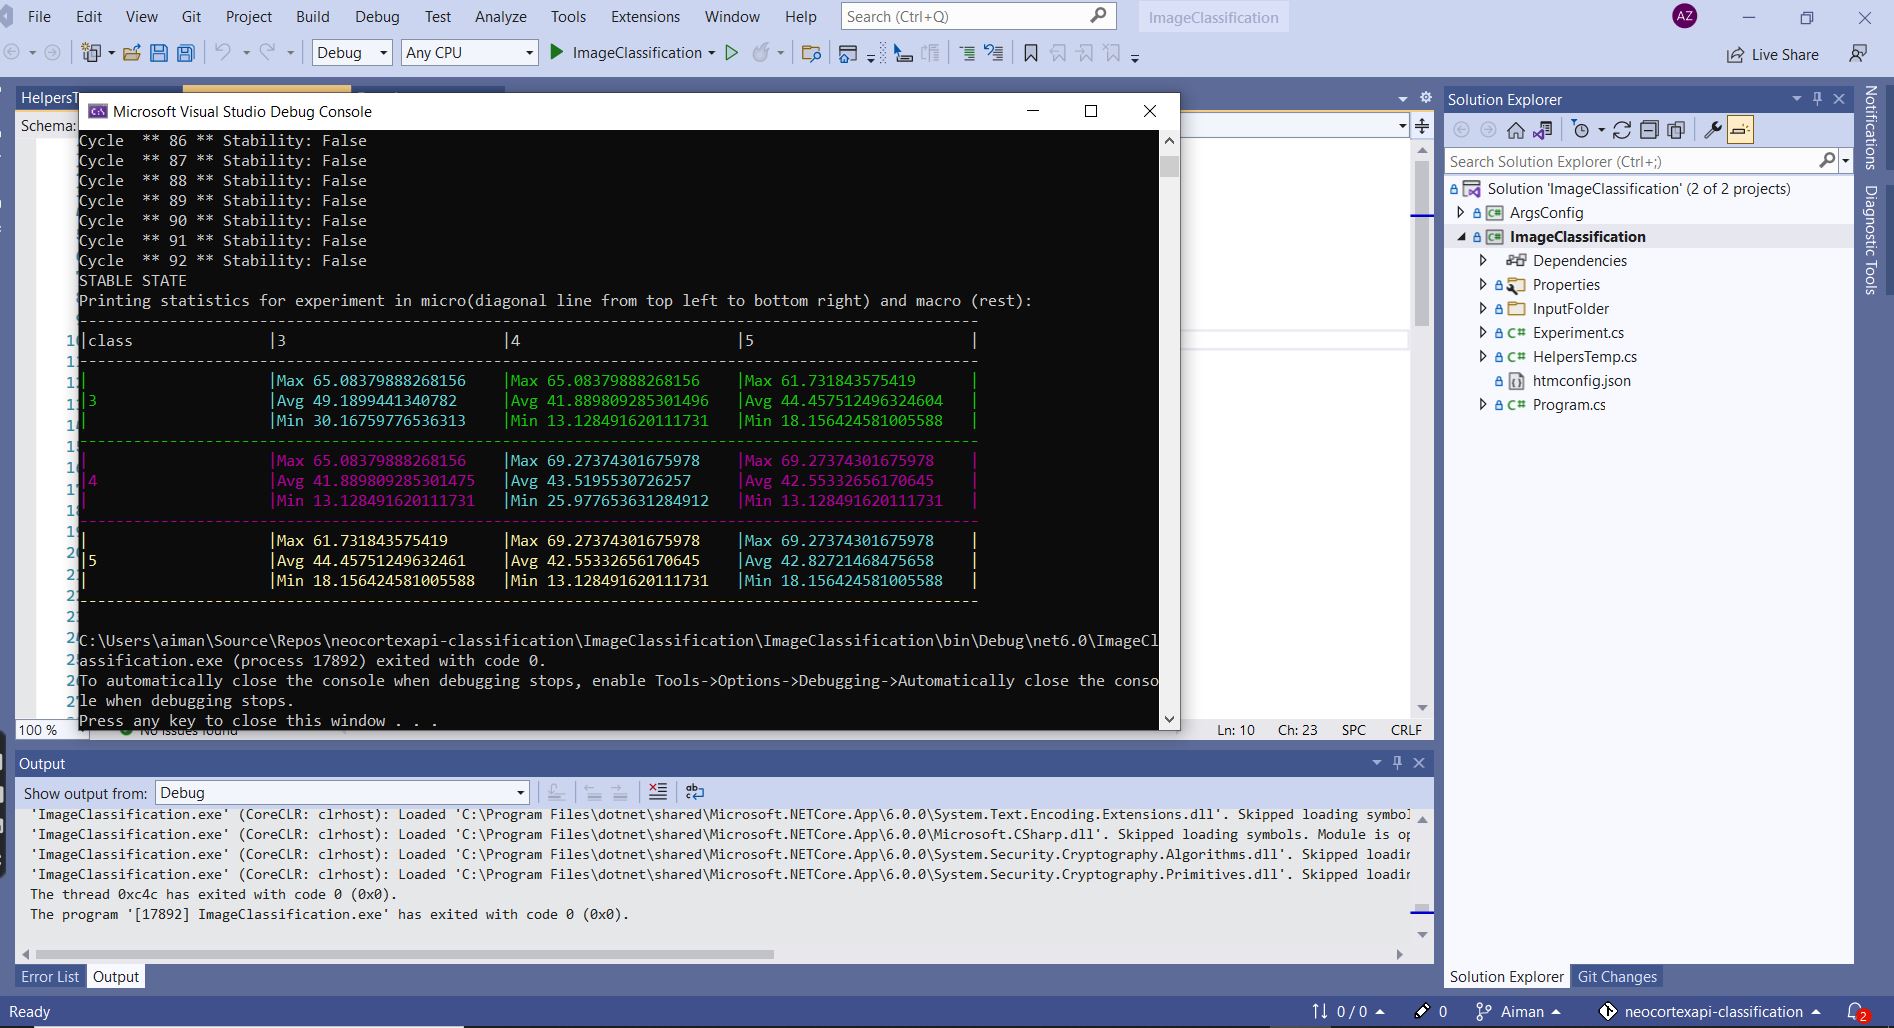 File Edit View Git Project Build Debug Test Analyze Tools Extensions Window Help Search (Ctrl+Q) ImageClassification AZ
Debug Any CPU ImageClassification Live Share
HelpersT
Schema:
Microsoft Visual Studio Debug Console
Cycle ** 86 ** Stability: False
Cycle ** 87 ** Stability: False
Cycle ** 88 ** Stability: False
Cycle ** 89 ** Stability: False
Cycle ** 90 ** Stability: False
Cycle ** 91 ** Stability: False
Cycle ** 92 ** Stability: False
STABLE STATE
Printing statistics for experiment in micro(diagonal line from top left to bottom right) and macro (rest):
|class |3 |4 |5 |
| |Max 65.08379888268156 |Max 65.08379888268156 |Max 61.731843575419 |
|3 |Avg 49.1899441340782 |Avg 41.889809285301496 |Avg 44.457512496324604 |
| |Min 30.16759776536313 |Min 13.128491620111731 |Min 18.156424581005588 |
| |Max 65.08379888268156 |Max 69.27374301675978 |Max 69.27374301675978 |
|4 |Avg 41.889809285301475 |Avg 43.5195530726257 |Avg 42.55332656170645 |
| |Min 13.128491620111731 |Min 25.977653631284912 |Min 13.128491620111731 |
| |Max 61.731843575419 |Max 69.27374301675978 |Max 69.27374301675978 |
|5 |Avg 44.45751249632461 |Avg 42.55332656170645 |Avg 42.82721468475658 |
| |Min 18.156424581005588 |Min 13.128491620111731 |Min 18.156424581005588 |
C:\Users\aiman\Source\Repos\neocortexapi-classification\ImageClassification\ImageClassification\bin\Debug\net6.0\ImageCl
assification.exe (process 17892) exited with code 0.
To automatically close the console when debugging stops, enable Tools->Options->Debugging->Automatically close the conso
le when debugging stops.
Press any key to close this window . . .
100 % No issues found Ln: 10 Ch: 23 SPC CRLF
Output
Show output from: Debug
'ImageClassification.exe' (CoreCLR: clrhost): Loaded 'C:\Program Files\dotnet\shared\Microsoft.NETCore.App\6.0.0\System.Text.Encoding.Extensions.dll'. Skipped loading symbol
'ImageClassification.exe' (CoreCLR: clrhost): Loaded 'C:\Program Files\dotnet\shared\Microsoft.NETCore.App\6.0.0\Microsoft.CSharp.dll'. Skipped loading symbols. Module is op
'ImageClassification.exe' (CoreCLR: clrhost): Loaded 'C:\Program Files\dotnet\shared\Microsoft.NETCore.App\6.0.0\System.Security.Cryptography.Algorithms.dll'. Skipped loadin
'ImageClassification.exe' (CoreCLR: clrhost): Loaded 'C:\Program Files\dotnet\shared\Microsoft.NETCore.App\6.0.0\System.Security.Cryptography.Primitives.dll'. Skipped loadin
The thread 0xc4c has exited with code 0 (0x0).
The program '[17892] ImageClassification.exe' has exited with code 0 (0x0).
Error List Output
Solution Explorer
Search Solution Explorer (Ctrl+;)
Solution 'ImageClassification' (2 of 2 projects)
C# ArgsConfig
C# ImageClassification
Dependencies
Properties
InputFolder
C# Experiment.cs
C# HelpersTemp.cs
htmconfig.json
C# Program.cs
Solution Explorer Git Changes
Notifications
Diagnostic Tools
Ready 0 / 0 0 Aiman neocortexapi-classification 2